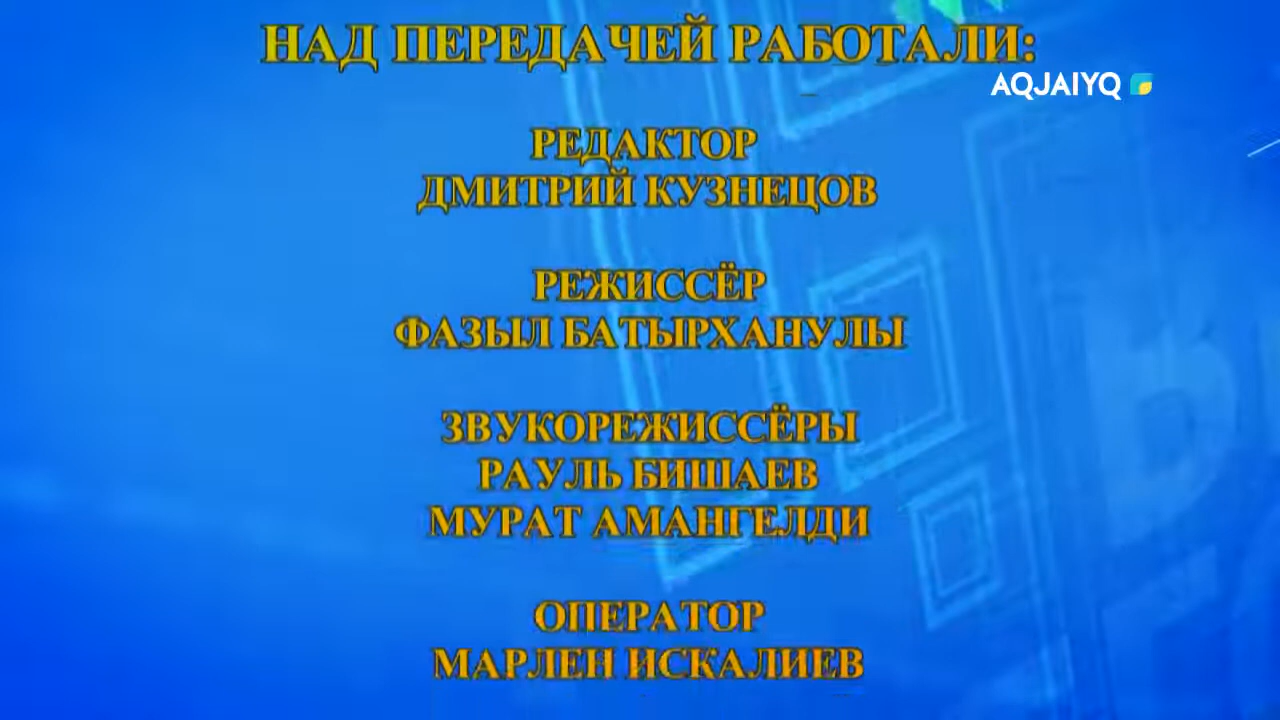 НАД ПЕРЕДАЧЕЙ РАБОТАЛИ:
AQJAIYQ
РЕДАКТОР
ДМИТРИЙ КУЗНЕЦОВ
РЕЖИССЁР
ФАЗЫЛ БАТЫРХАНУЛЫ
ЗВУКОРЕЖИССЁРЫ
РАУЛЬ БИШАЕВ
МУРАТ АМАНГЕЛДИ
ОПЕРАТОР
МАРЛЕН ИСКАЛИЕВ